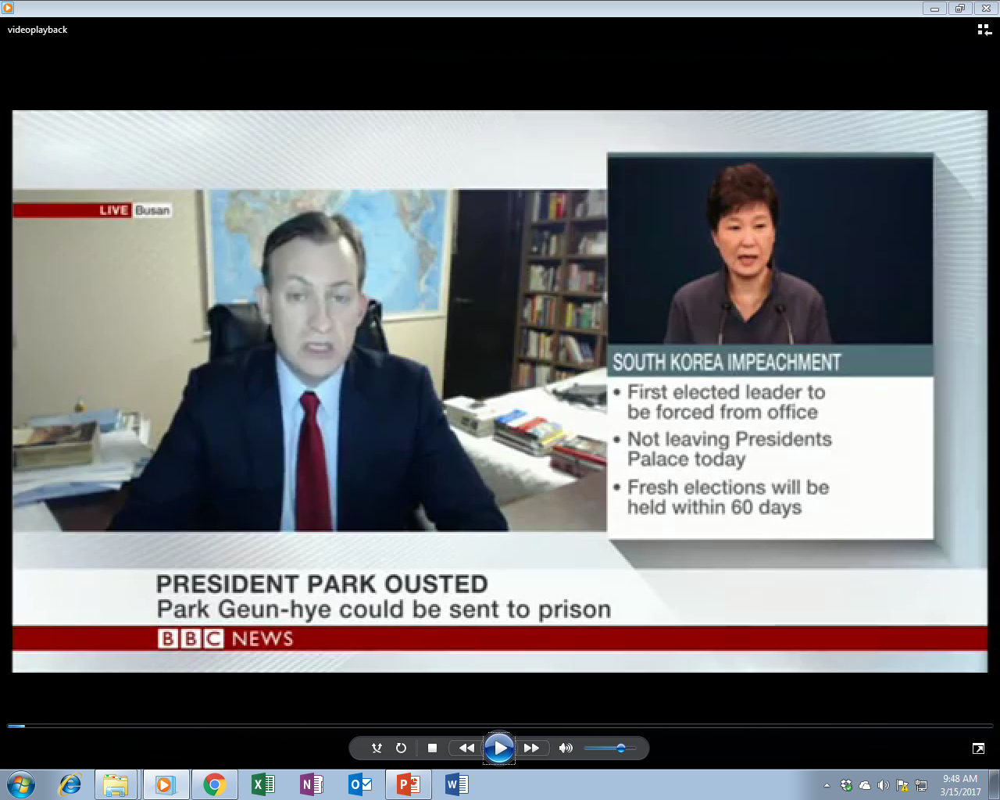 videoplayback
LIVE Busan
SOUTH KOREA IMPEACHMENT
• First elected leader to
be forced from office
• Not leaving Presidents
Palace today
• Fresh elections will be
held within 60 days
PRESIDENT PARK OUSTED
Park Geun-hye could be sent to prison
BBC NEWS
9:48 AM
3/15/2017